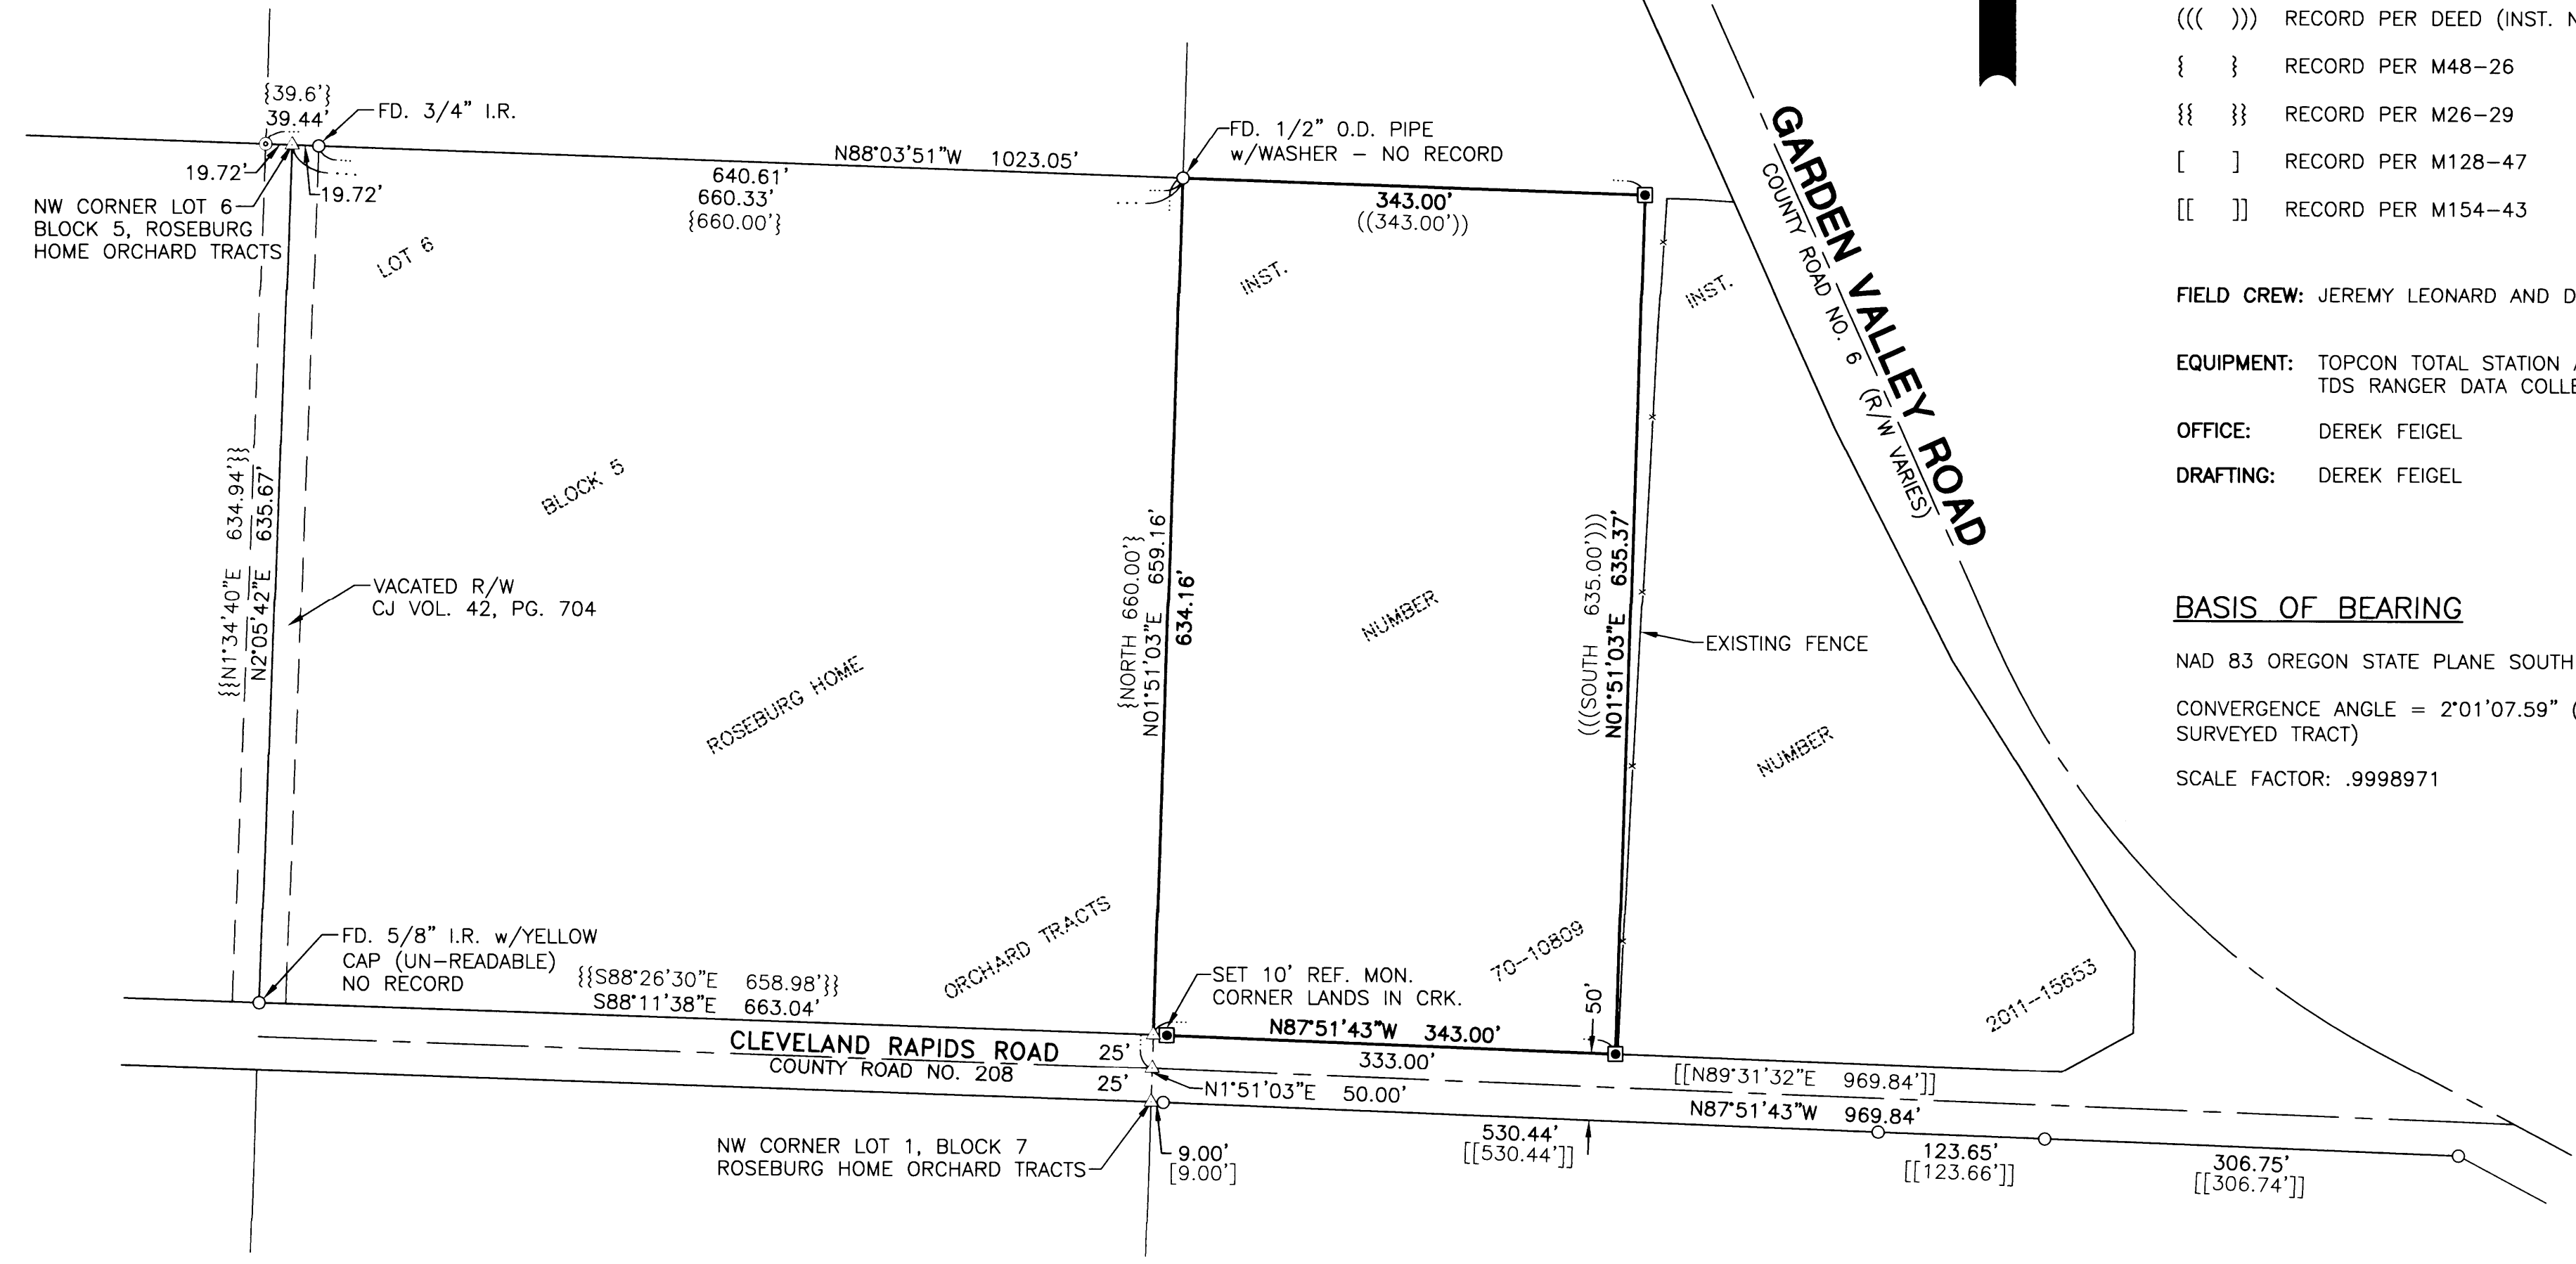 ((( ))) RECORD PER DEED (INST.
{ } RECORD PER M48-26
{{ }} RECORD PER M26-29
[ ] RECORD PER M128-47
[[ ]] RECORD PER M154-43
FIELD CREW: JEREMY LEONARD AND
EQUIPMENT: TOPCON TOTAL STATION
TDS RANGER DATA
OFFICE: DEREK FEIGEL
DRAFTING: DEREK FEIGEL
BASIS OF BEARING
NAD 83 OREGON STATE PLANE SOUTH
CONVERGENCE ANGLE = 2°01'07.59" (
SURVEYED TRACT)
SCALE FACTOR: .9998971
{39.6'}
39.44'
FD. 3/4" I.R.
19.72'
19.72'
NW CORNER LOT 6
BLOCK 5, ROSEBURG
HOME ORCHARD TRACTS
N88°03'51"W 1023.05'
640.61'
660.33'
{660.00'}
FD. 1/2" O.D. PIPE
w/WASHER - NO RECORD
343.00'
((343.00'))
GARDEN VALLEY ROAD
COUNTY ROAD NO. 6 (R/W VARIES)
LOT 6
BLOCK 5
ROSEBURG HOME
ORCHARD TRACTS
INST.
NUMBER
70-10809
INST.
NUMBER
2011-15653
{{N1°34'40"E 634.94'}}
N2°05'42"E 635.67'
VACATED R/W
CJ VOL. 42, PG. 704
{NORTH 660.00'}
N01°51'03"E 659.16'
634.16'
(((SOUTH 635.00')))
N01°51'03"E 635.37'
EXISTING FENCE
FD. 5/8" I.R. w/YELLOW
CAP (UN-READABLE)
NO RECORD
{{S88°26'30"E 658.98'}}
S88°11'38"E 663.04'
SET 10' REF. MON.
CORNER LANDS IN CRK.
N87°51'43"W 343.00'
333.00'
50'
CLEVELAND RAPIDS ROAD
COUNTY ROAD NO. 208
25'
25'
N1°51'03"E 50.00'
[[N89°31'32"E 969.84']]
N87°51'43"W 969.84'
NW CORNER LOT 1, BLOCK 7
ROSEBURG HOME ORCHARD TRACTS
9.00'
[9.00']
530.44'
[[530.44']]
123.65'
[[123.66']]
306.75'
[[306.74']]